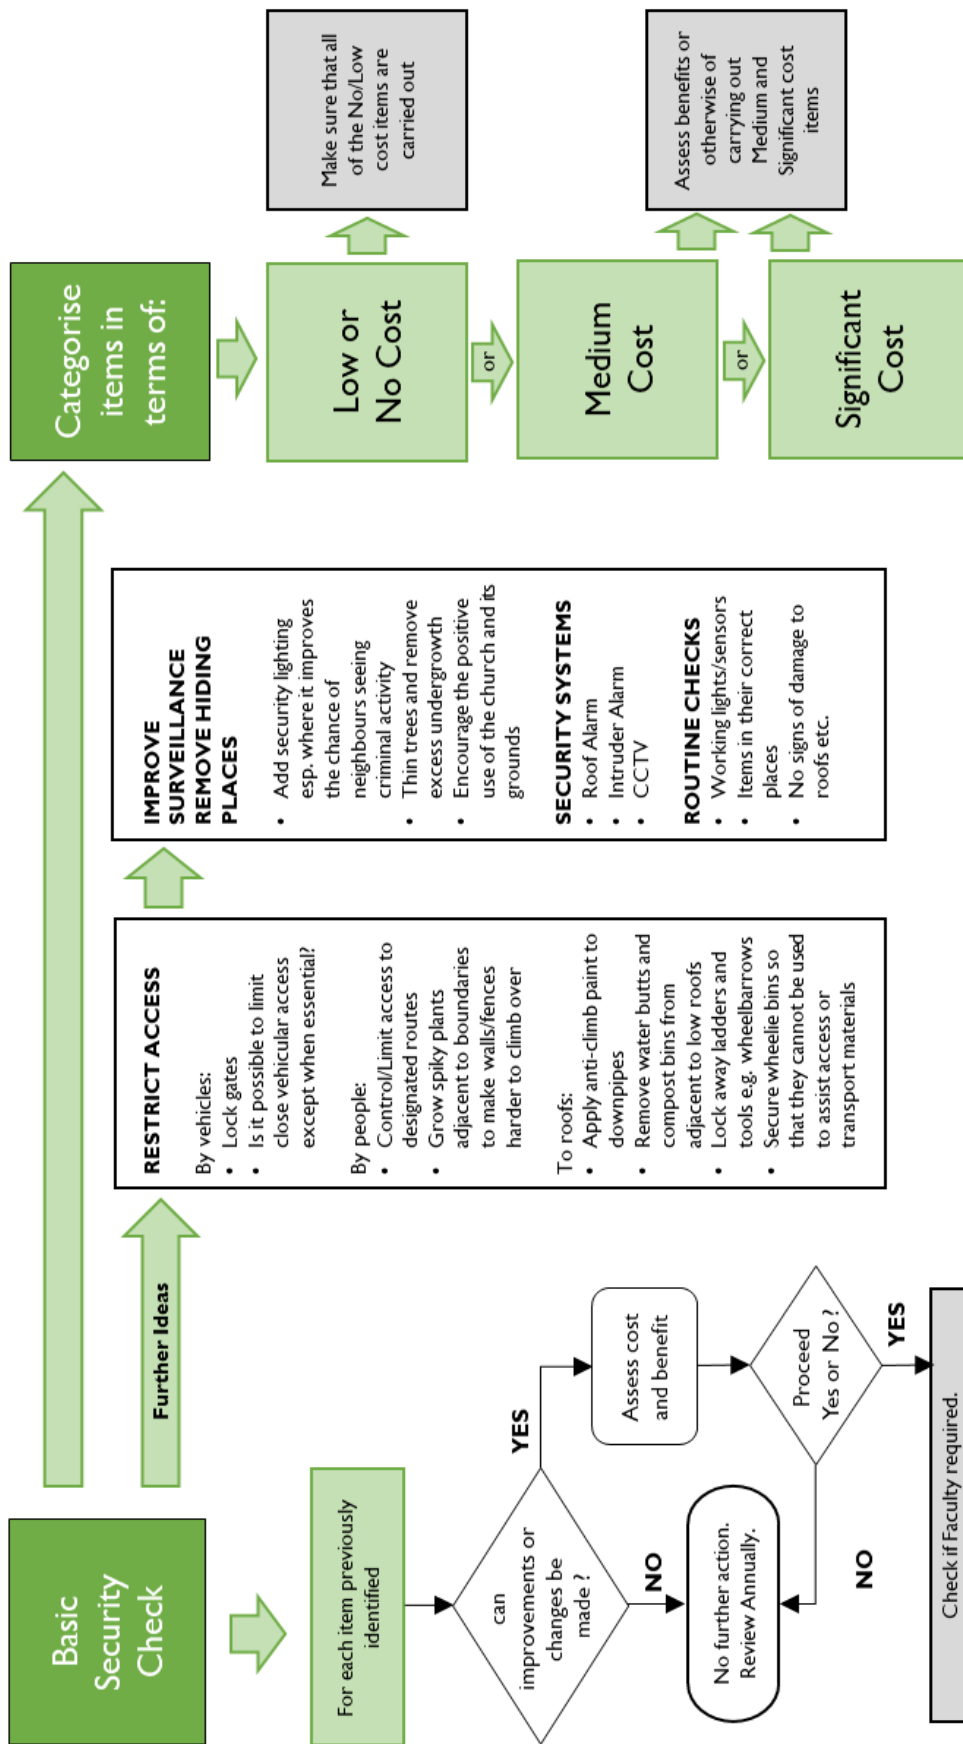 Basic
Security
Check
For each item previously
identified
can
improvements or
changes be
made ?
YES
NO
Assess cost
and benefit
No further action.
Review Annually.
Proceed
Yes or No ?
NO
YES
Check if Faculty required.
Further Ideas
RESTRICT ACCESS
By vehicles:
• Lock gates
• Is it possible to limit
close vehicular access
except when essential?
By people:
• Control/Limit access to
designated routes
• Grow spiky plants
adjacent to boundaries
to make walls/fences
harder to climb over
To roofs:
• Apply anti-climb paint to
downpipes
• Remove water butts and
compost bins from
adjacent to low roofs
• Lock away ladders and
tools e.g. wheelbarrows
• Secure wheelie bins so
that they cannot be used
to assist access or
transport materials
IMPROVE
SURVEILLANCE
REMOVE HIDING
PLACES
• Add security lighting
esp. where it improves
the chance of
neighbours seeing
criminal activity
• Thin trees and remove
excess undergrowth
• Encourage the positive
use of the church and its
grounds
SECURITY SYSTEMS
• Roof Alarm
• Intruder Alarm
• CCTV
ROUTINE CHECKS
• Working lights/sensors
• Items in their correct
places
• No signs of damage to
roofs etc.
Categorise
items in
terms of:
Low or
No Cost
or
Medium
Cost
or
Significant
Cost
Make sure that all
of the No/Low
cost items are
carried out
Assess benefits or
otherwise of
carrying out
Medium and
Significant cost
items